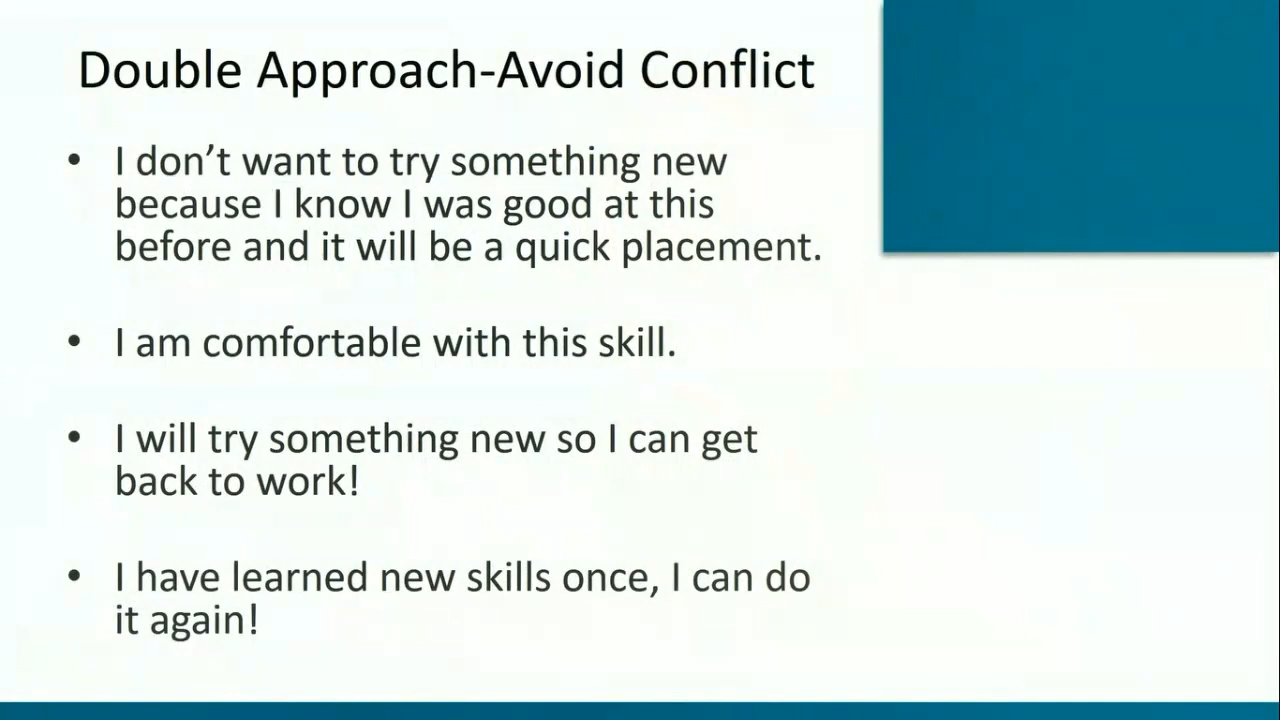 Double Approach-Avoid Conflict
• I don’t want to try something new
because I know I was good at this
before and it will be a quick placement.
• I am comfortable with this skill.
• I will try something new so I can get
back to work!
• I have learned new skills once, I can do
it again!